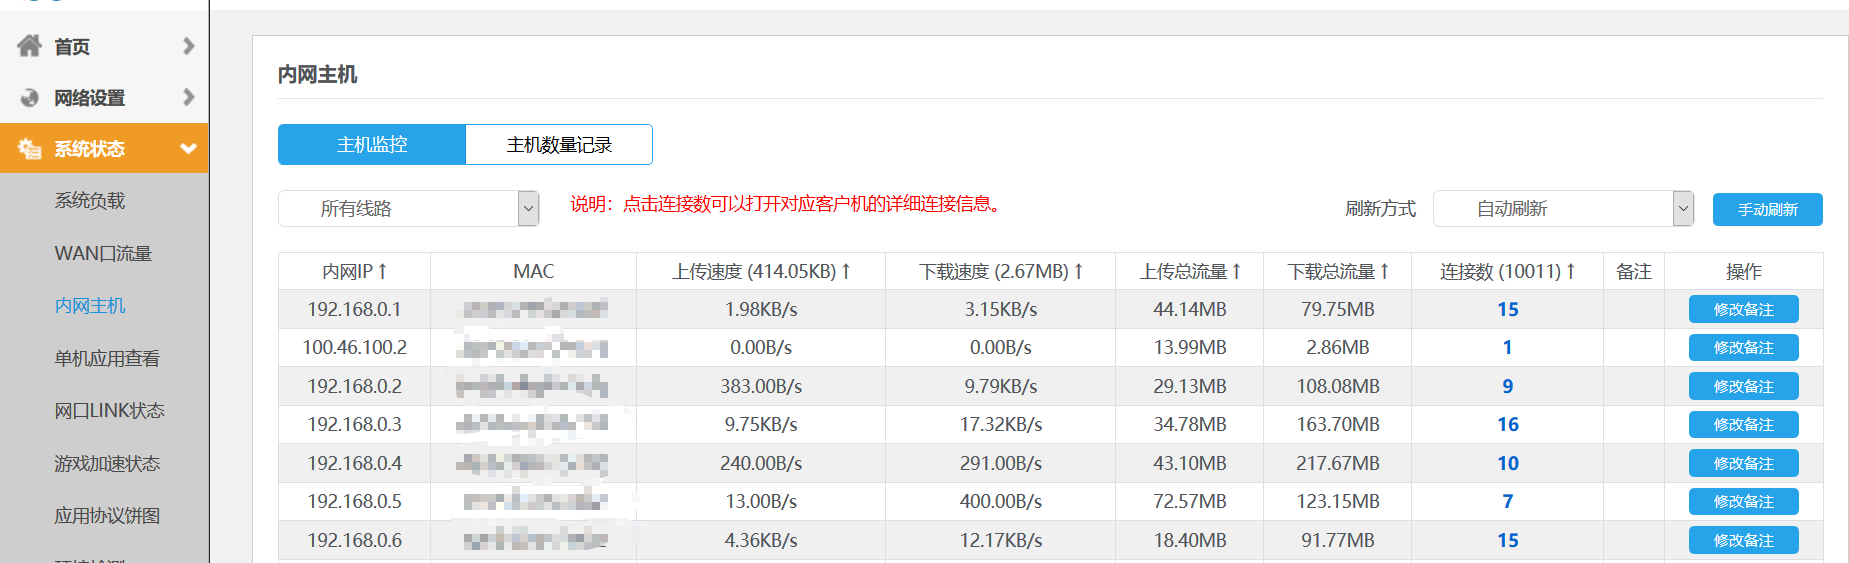 首页
网络设置
系统状态
系统负载
WAN口流量
内网主机
单机应用查看
网口LINK状态
游戏加速状态
应用协议饼图
内网主机
主机监控 主机数量记录
所有线路 说明：点击连接数可以打开对应客户机的详细连接信息。 刷新方式 自动刷新 手动刷新
内网IP↑ MAC 上传速度 (414.05KB)↑ 下载速度 (2.67MB)↑ 上传总流量↑ 下载总流量↑ 连接数 (10011)↑ 备注 操作
192.168.0.1 1.98KB/s 3.15KB/s 44.14MB 79.75MB 15 修改备注
100.46.100.2 0.00B/s 0.00B/s 13.99MB 2.86MB 1 修改备注
192.168.0.2 383.00B/s 9.79KB/s 29.13MB 108.08MB 9 修改备注
192.168.0.3 9.75KB/s 17.32KB/s 34.78MB 163.70MB 16 修改备注
192.168.0.4 240.00B/s 291.00B/s 43.10MB 217.67MB 10 修改备注
192.168.0.5 13.00B/s 400.00B/s 72.57MB 123.15MB 7 修改备注
192.168.0.6 4.36KB/s 12.17KB/s 18.40MB 91.77MB 15 修改备注